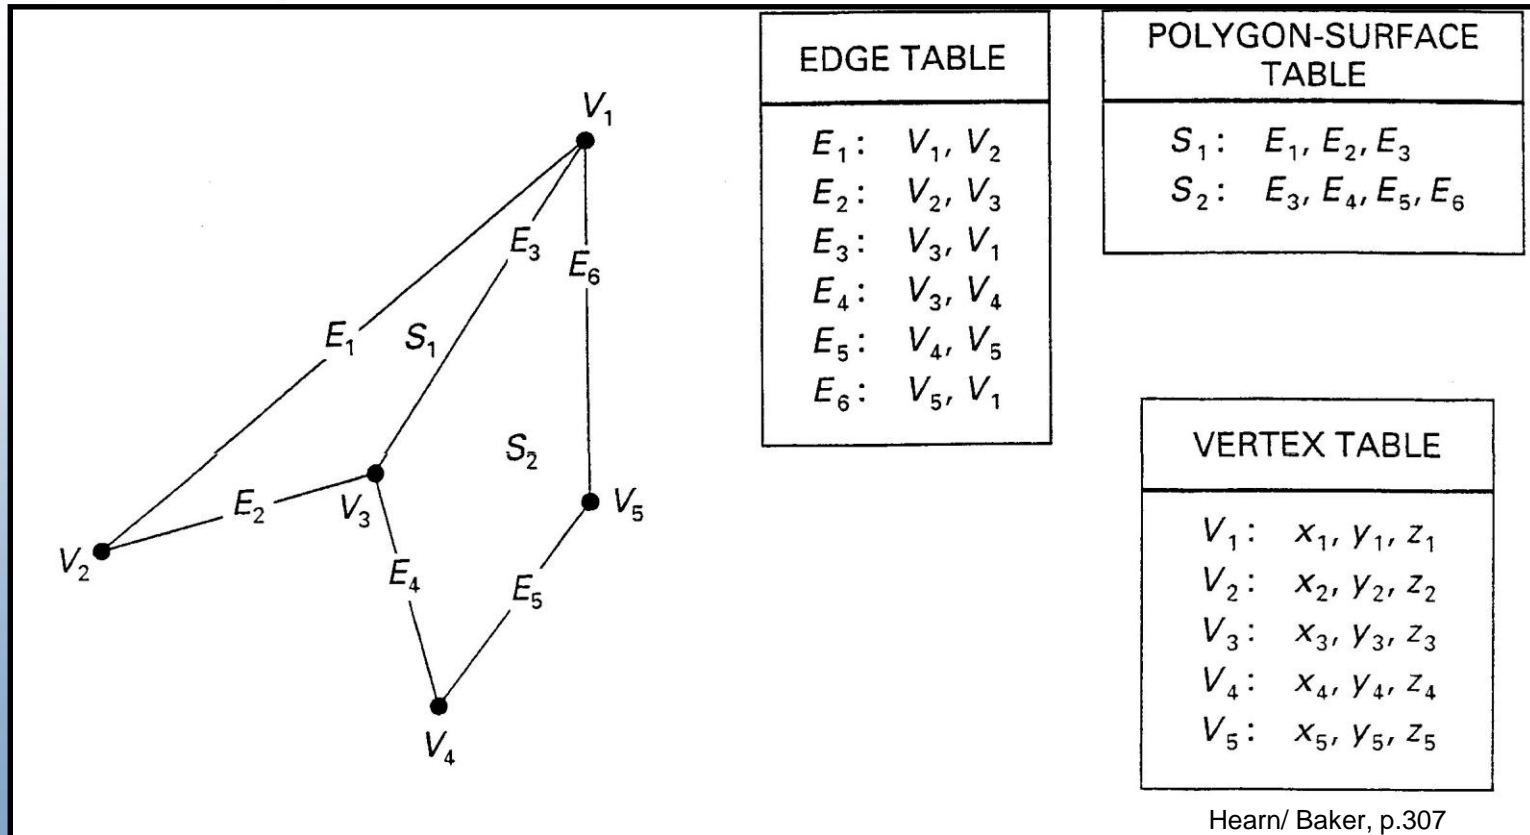 V₁
E₃
E₆
E₁
S₁
S₂
E₂
V₃
V₅
V₂
E₄
E₅
V₄
EDGE TABLE
E₁: V₁, V₂
E₂: V₂, V₃
E₃: V₃, V₁
E₄: V₃, V₄
E₅: V₄, V₅
E₆: V₅, V₁
POLYGON-SURFACE
TABLE
S₁: E₁, E₂, E₃
S₂: E₃, E₄, E₅, E₆
VERTEX TABLE
V₁: x₁, y₁, z₁
V₂: x₂, y₂, z₂
V₃: x₃, y₃, z₃
V₄: x₄, y₄, z₄
V₅: x₅, y₅, z₅
Hearn/ Baker, p.307